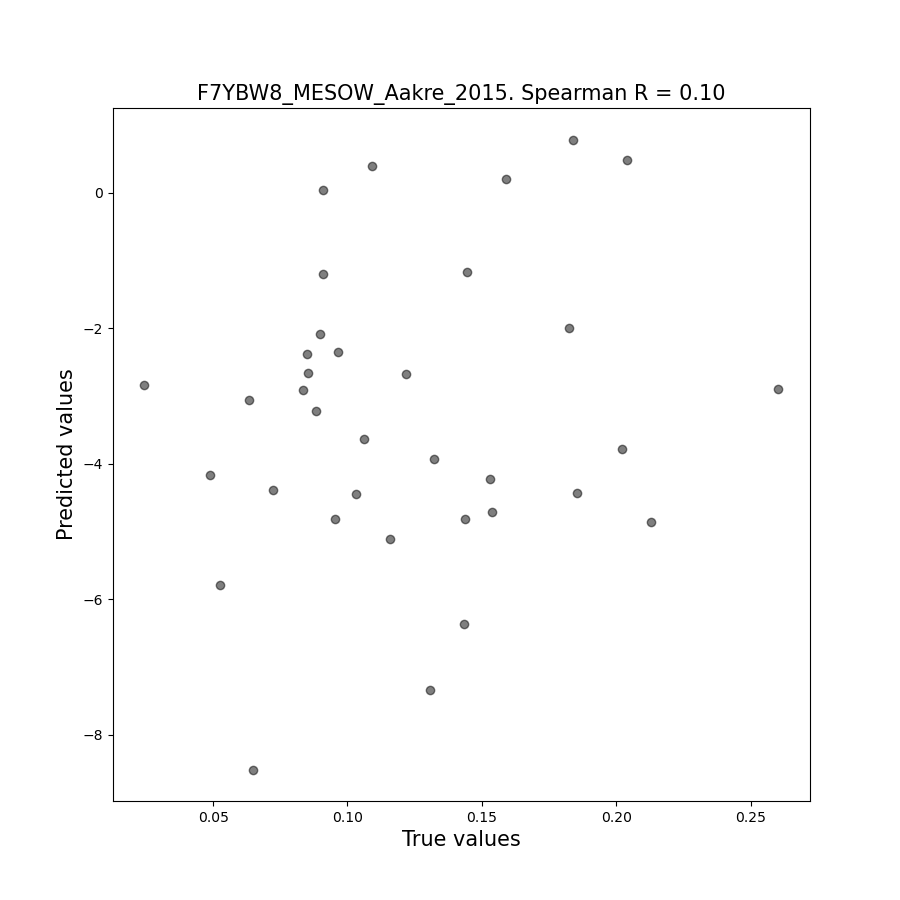 F7YBW8_MESOW_Aakre_2015. Spearman R = 0.10
0
−2
−4
−6
−8
Predicted values
0.05 0.10 0.15 0.20 0.25
True values